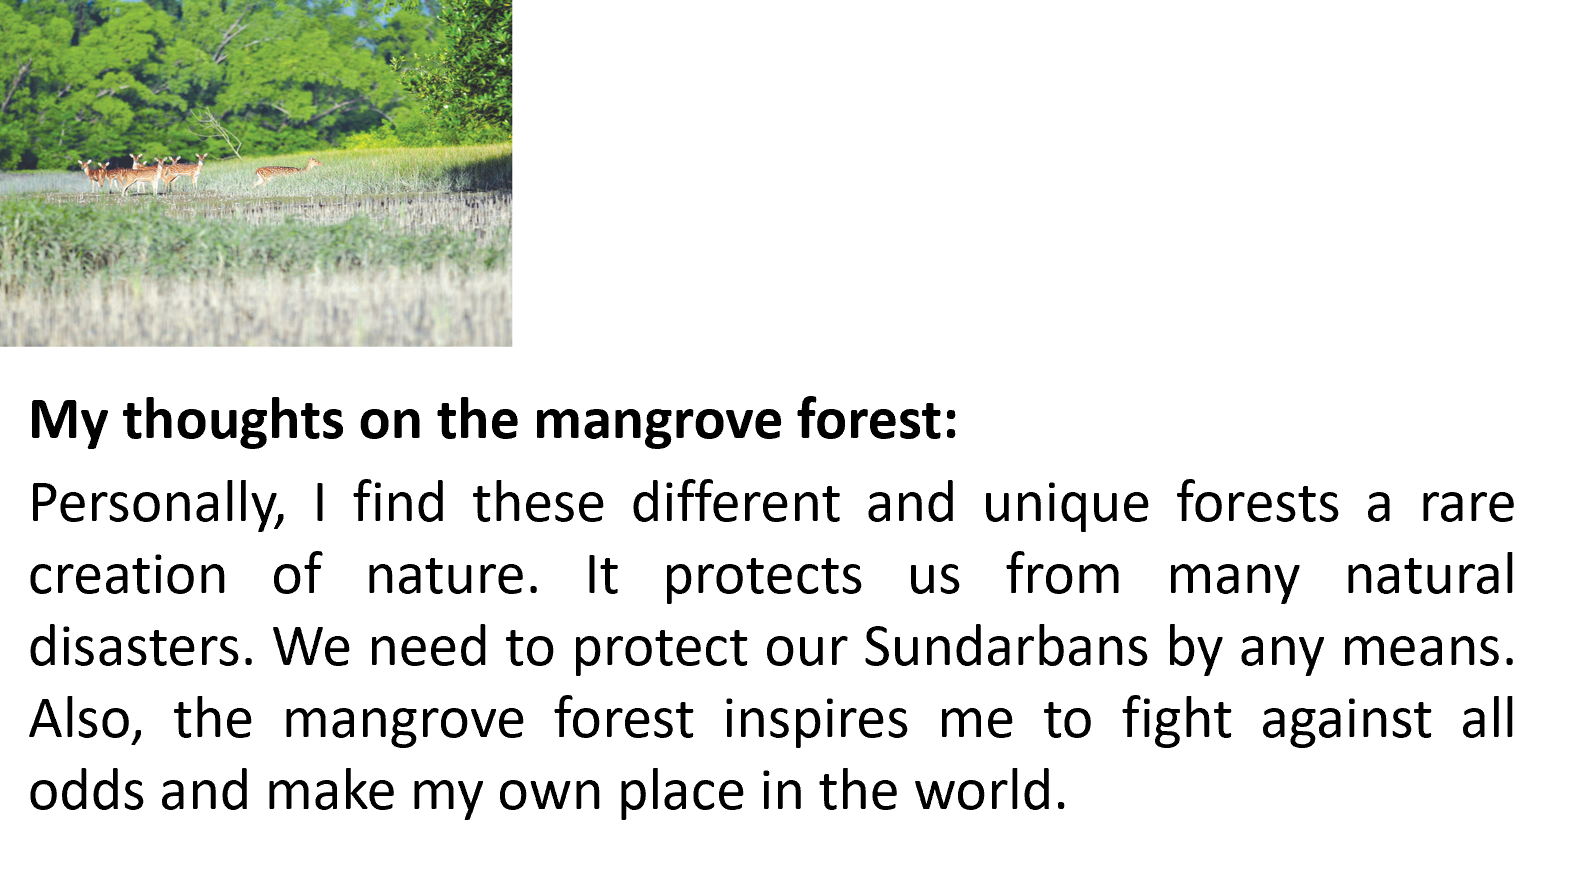 My thoughts on the mangrove forest:
Personally, I find these different and unique forests a rare
creation of nature. It protects us from many natural
disasters. We need to protect our Sundarbans by any means.
Also, the mangrove forest inspires me to fight against all
odds and make my own place in the world.